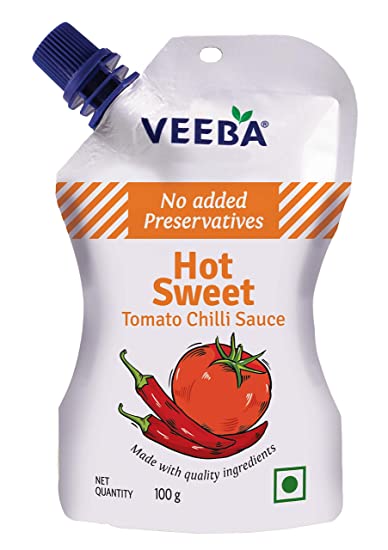 VEEBA®
No added
Preservatives
Hot
Sweet
Tomato Chilli Sauce
Made with quality ingredients
NET
QUANTITY 100 g